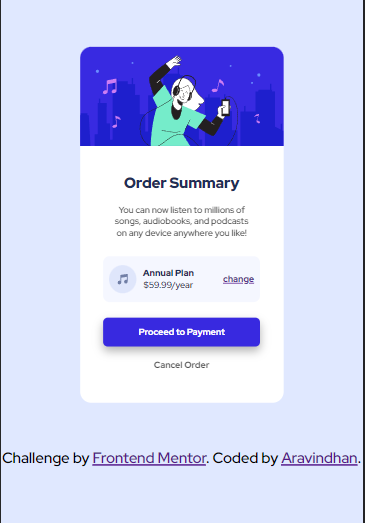 Order Summary
You can now listen to millions of
songs, audiobooks, and podcasts
on any device anywhere you like!
Annual Plan
$59.99/year
change
Proceed to Payment
Cancel Order
Challenge by Frontend Mentor. Coded by Aravindhan.